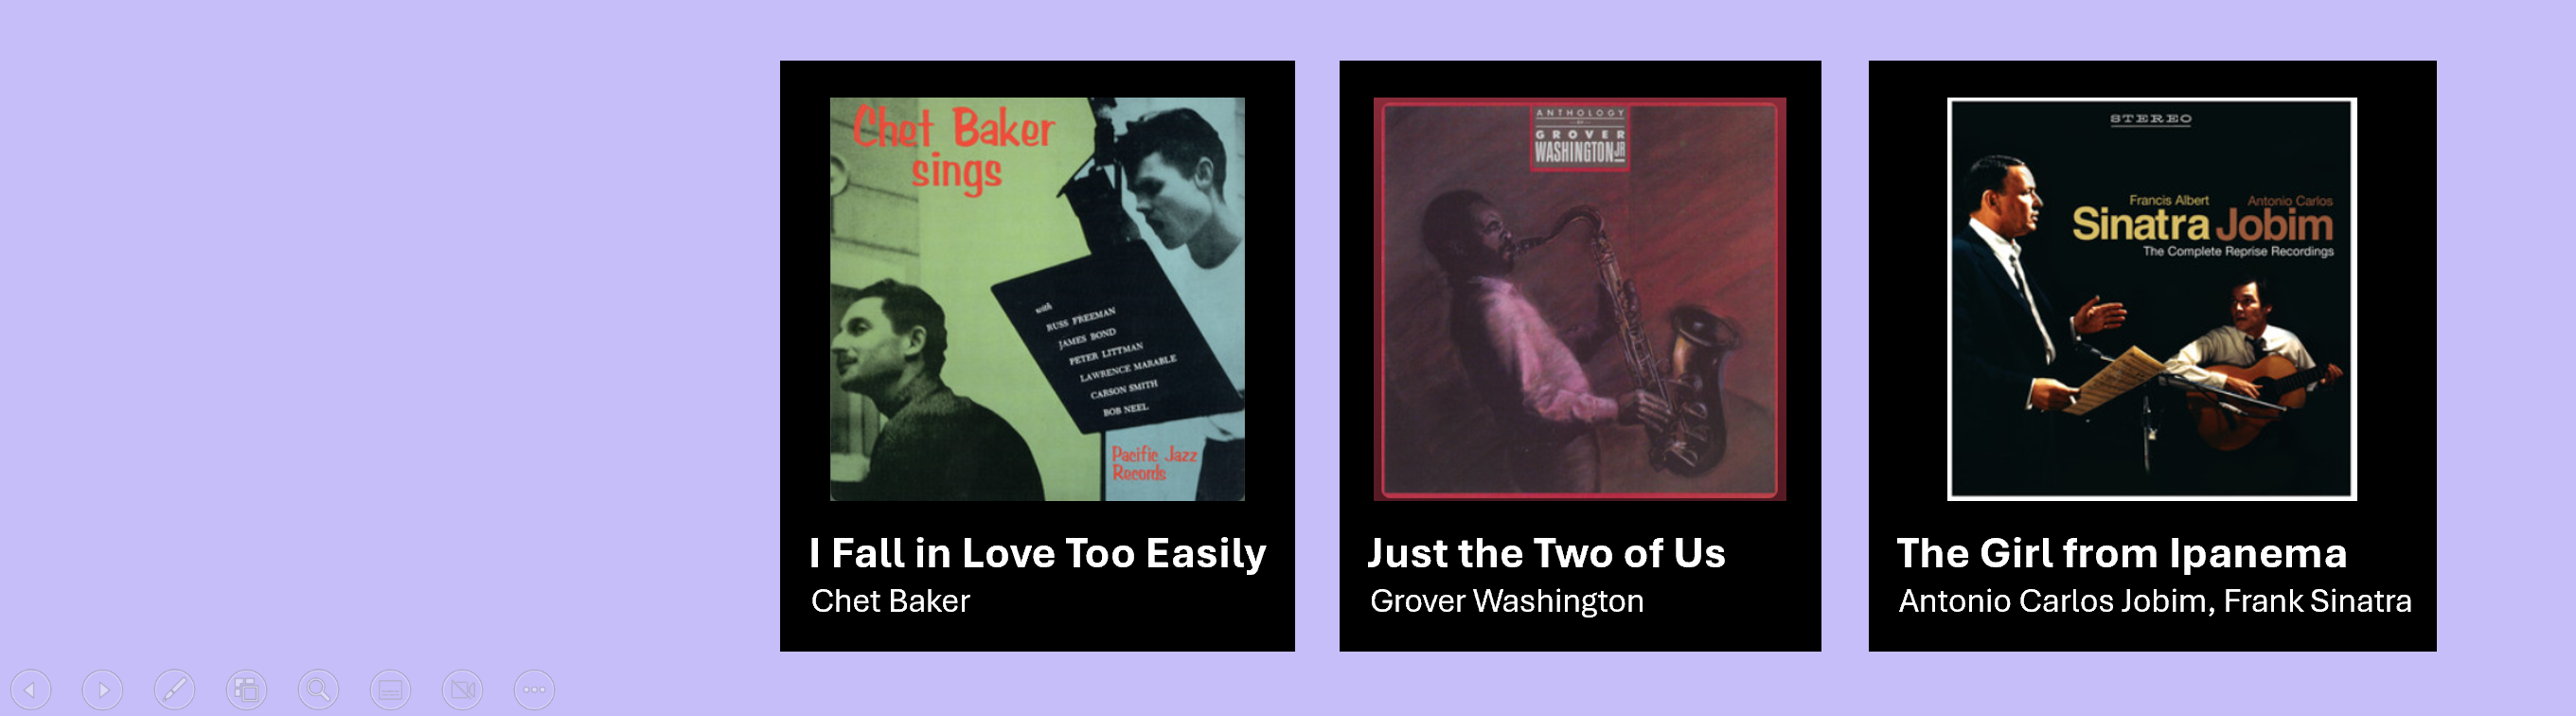 Chet Baker
sings
with
RUSS FREEMAN
JAMES BOND
PETER LITTMAN
LAWRENCE MARABLE
CARSON SMITH
BOB NEEL
Pacific Jazz
Records
I Fall in Love Too Easily
Chet Baker
ANTHOLOGY
OF
GROVER
WASHINGTON JR
Just the Two of Us
Grover Washington
STEREO
Francis Albert Antonio Carlos
Sinatra Jobim
The Complete Reprise Recordings
The Girl from Ipanema
Antonio Carlos Jobim, Frank Sinatra